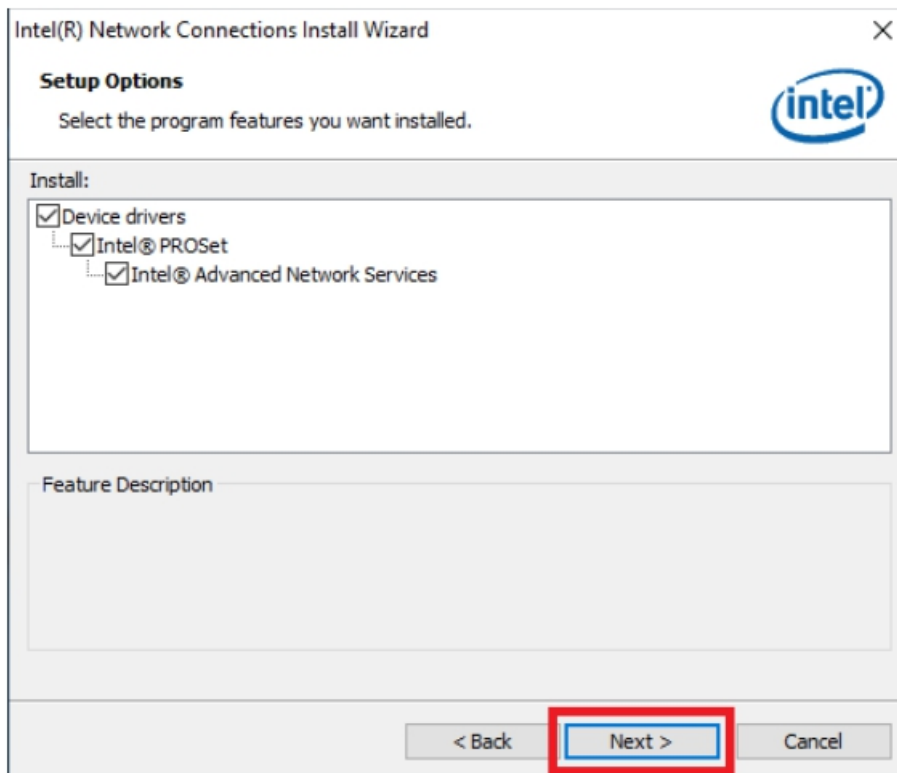 Intel(R) Network Connections Install Wizard
Setup Options
Select the program features you want installed.
intel
Install:
Device drivers
Intel® PROSet
Intel® Advanced Network Services
Feature Description
< Back
Next >
Cancel